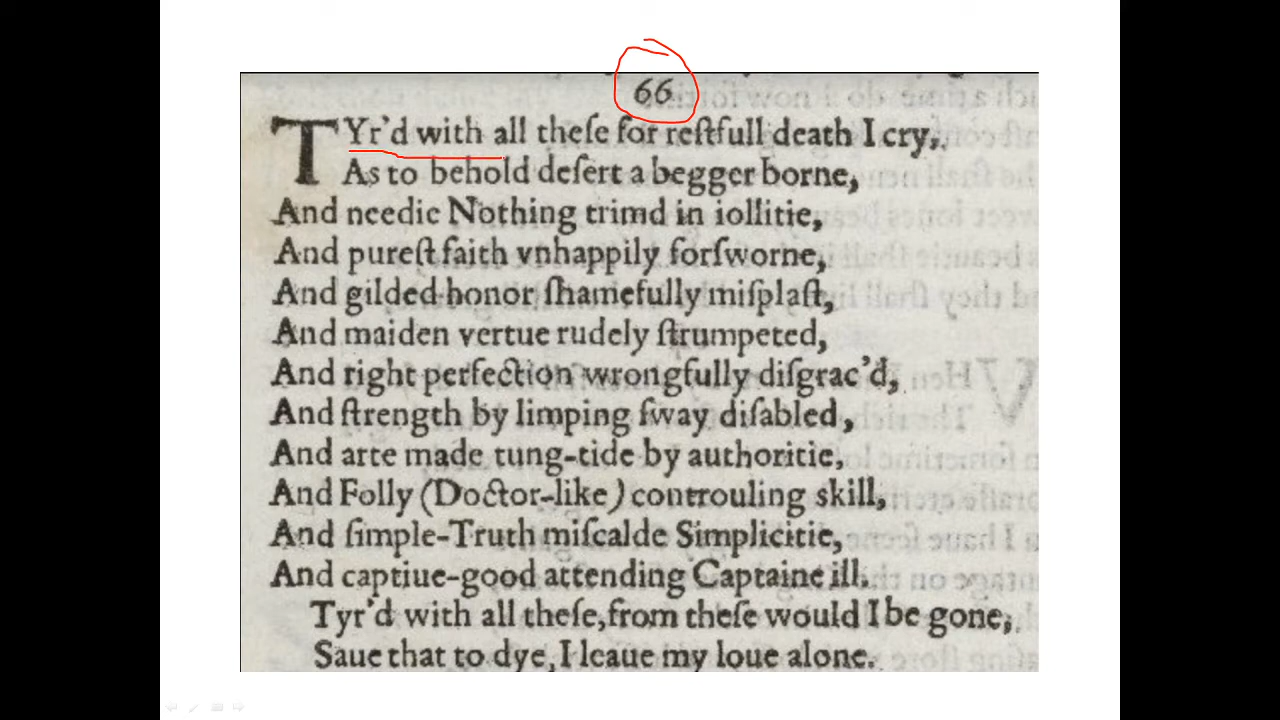 66
TYr'd with all theſe for reſtfull death I cry,
As to behold deſert a begger borne,
And needie Nothing trimd in iollitie,
And pureſt faith vnhappily forſworne,
And gilded honor ſhamefully miſplaſt,
And maiden vertue rudely ſtrumpeted,
And right perfection wrongfully diſgrac'd,
And ſtrength by limping ſway diſabled,
And arte made tung-tide by authoritie,
And Folly (Doctor-like) controuling skill,
And ſimple-Truth miſcalde Simplicitie,
And captiue-good attending Captaine ill.
Tyr'd with all theſe, from theſe would I be gone,
Saue that to dye, I leaue my loue alone.